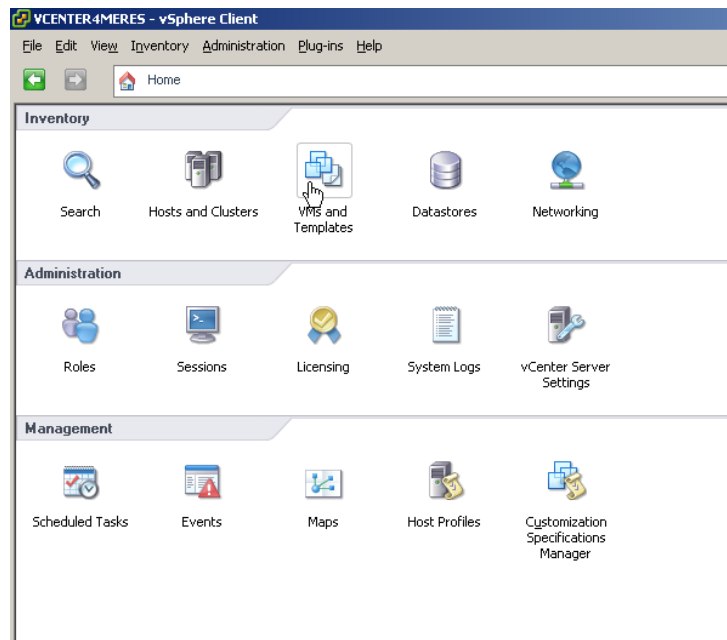 VCENTER4MERES - vSphere Client
File Edit View Inventory Administration Plug-ins Help
Home
Inventory
Search
Hosts and Clusters
VMs and
Templates
Datastores
Networking
Administration
Roles
Sessions
Licensing
System Logs
vCenter Server
Settings
Management
Scheduled Tasks
Events
Maps
Host Profiles
Customization
Specifications
Manager